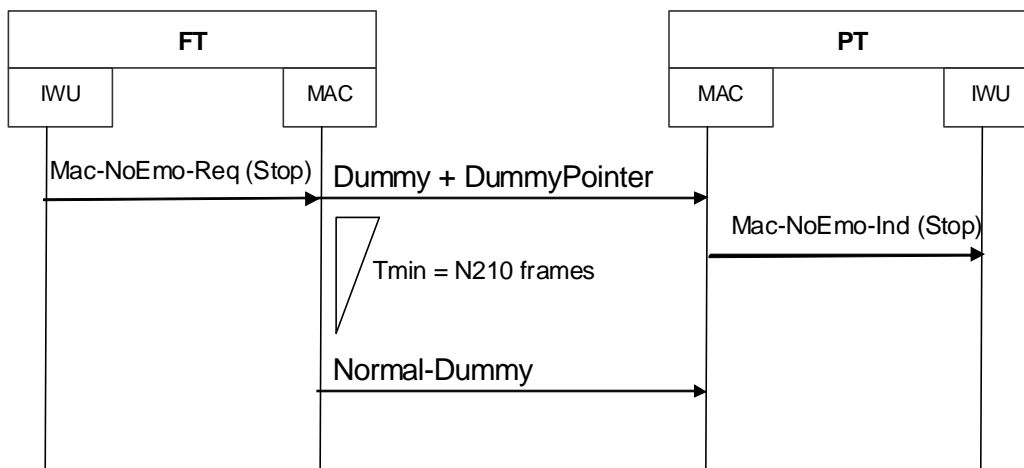 FT
PT
IWU
MAC
MAC
IWU
Mac-NoEmo-Req (Stop)
Dummy + DummyPointer
Mac-NoEmo-Ind (Stop)
Tmin = N210 frames
Normal-Dummy